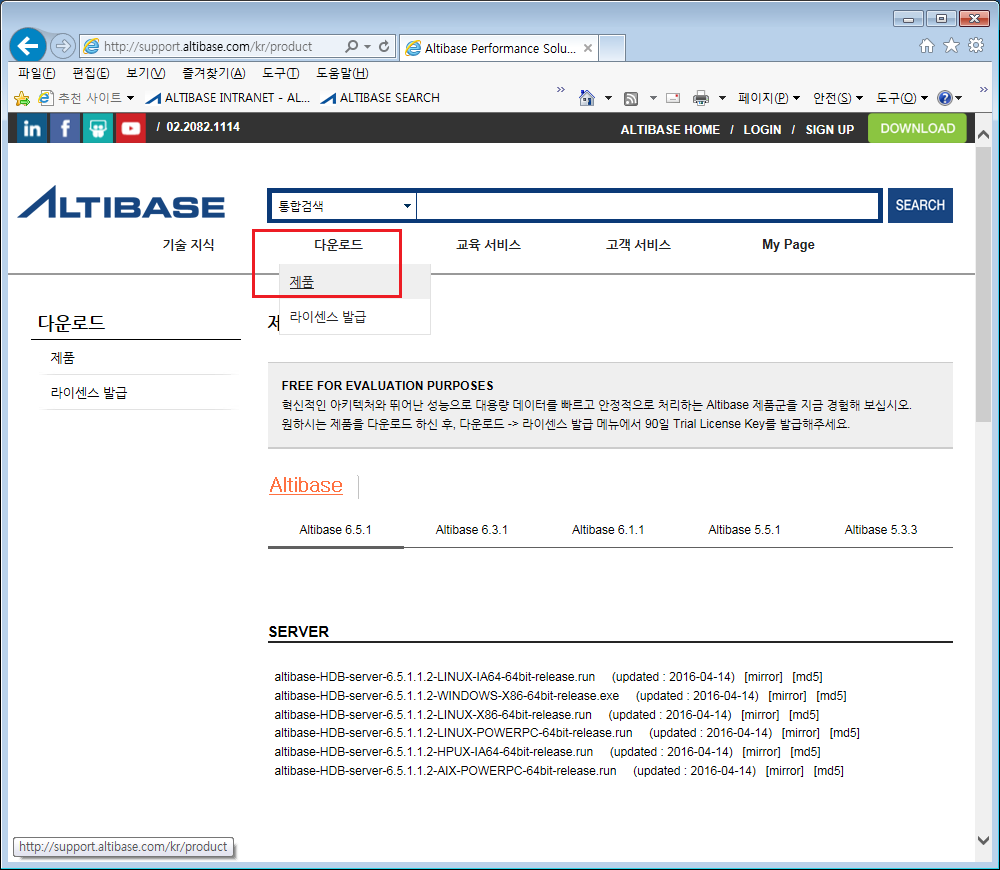 http://support.altibase.com/kr/product
Altibase Performance Solu...
파일(F) 편집(E) 보기(V) 즐겨찾기(A) 도구(T) 도움말(H)
추천 사이트 ALTIBASE INTRANET - AL... ALTIBASE SEARCH
페이지(P) 안전(S) 도구(O)
in f / 02.2082.1114 ALTIBASE HOME / LOGIN / SIGN UP DOWNLOAD
ALTIBASE 통합검색 SEARCH
기술 지식 다운로드 교육 서비스 고객 서비스 My Page
제품
라이센스 발급
다운로드
제품
라이센스 발급
제
FREE FOR EVALUATION PURPOSES
혁신적인 아키텍처와 뛰어난 성능으로 대용량 데이터를 빠르고 안정적으로 처리하는 Altibase 제품군을 지금 경험해 보십시오.
원하시는 제품을 다운로드 하신 후, 다운로드 -> 라이센스 발급 메뉴에서 90일 Trial License Key를 발급해주세요.
Altibase
Altibase 6.5.1 Altibase 6.3.1 Altibase 6.1.1 Altibase 5.5.1 Altibase 5.3.3
SERVER
altibase-HDB-server-6.5.1.1.2-LINUX-IA64-64bit-release.run (updated : 2016-04-14) [mirror] [md5]
altibase-HDB-server-6.5.1.1.2-WINDOWS-X86-64bit-release.exe (updated : 2016-04-14) [mirror] [md5]
altibase-HDB-server-6.5.1.1.2-LINUX-X86-64bit-release.run (updated : 2016-04-14) [mirror] [md5]
altibase-HDB-server-6.5.1.1.2-LINUX-POWERPC-64bit-release.run (updated : 2016-04-14) [mirror] [md5]
altibase-HDB-server-6.5.1.1.2-HPUX-IA64-64bit-release.run (updated : 2016-04-14) [mirror] [md5]
altibase-HDB-server-6.5.1.1.2-AIX-POWERPC-64bit-release.run (updated : 2016-04-14) [mirror] [md5]
http://support.altibase.com/kr/product